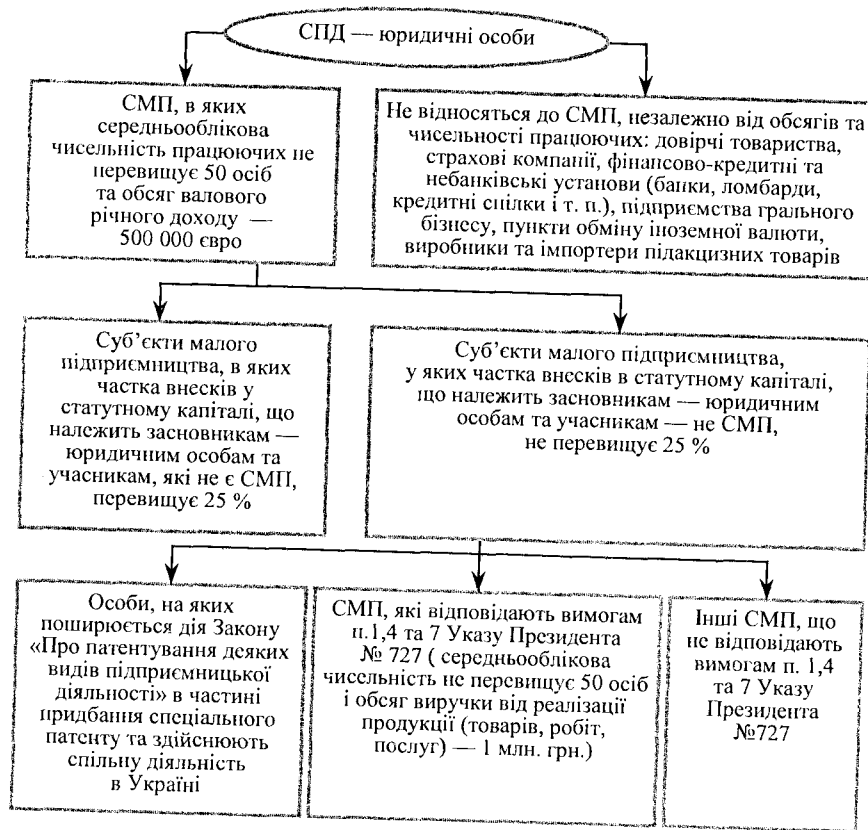 СПД — юридичні особи
СМП, в яких
середньооблікова
чисельність працюючих не
перевищує 50 осіб
та обсяг валового
річного доходу —
500 000 євро
Не відносяться до СМП, незалежно від обсягів та
чисельності працюючих: довірчі товариства,
страхові компанії, фінансово-кредитні та
небанківські установи (банки, ломбарди,
кредитні спілки і т. п.), підприємства грального
бізнесу, пункти обміну іноземної валюти,
виробники та імпортери підакцизних товарів
Суб’єкти малого
підприємництва, в яких
частка внесків у
статутному капіталі, що
належить засновникам —
юридичним особам та
учасникам, які не є СМП,
перевищує 25 %
Суб’єкти малого підприємництва,
у яких частка внесків в статутному капіталі,
що належить засновникам — юридичним
особам та учасникам — не СМП,
не перевищує 25 %
Особи, на яких
поширюється дія Закону
«Про патентування деяких
видів підприємницької
діяльності» в частині
придбання спеціального
патенту та здійснюють
спільну діяльність
в Україні
СМП, які відповідають вимогам
п.1,4 та 7 Указу Президента
№ 727 ( середньооблікова
чисельність не перевищує 50 осіб
і обсяг виручки від реалізації
продукції (товарів, робіт,
послуг) — 1 млн. грн.)
Інші СМП, що
не відповідають
вимогам п. 1,4
та 7 Указу
Президента
№727